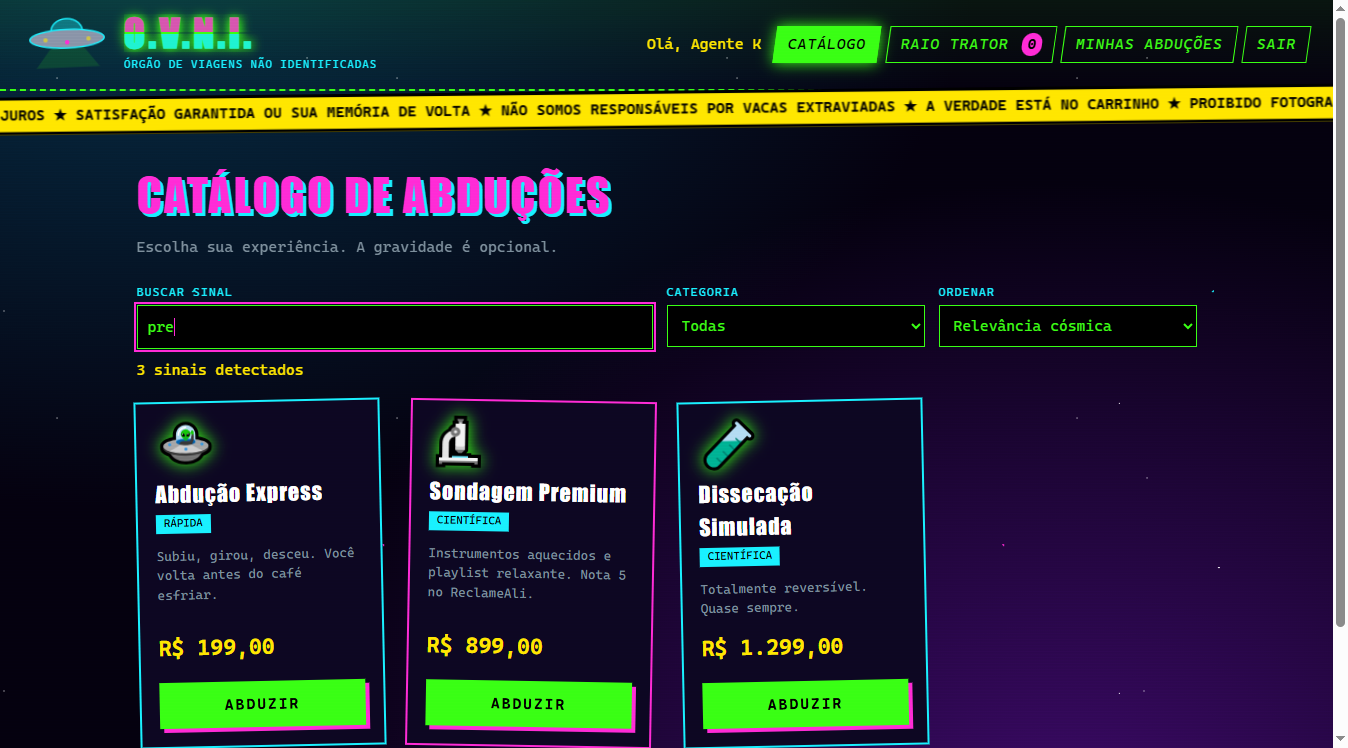 O.V.N.I.
ÓRGÃO DE VIAGENS NÃO IDENTIFICADAS
Olá, Agente K
CATÁLOGO
RAIO TRATOR 0
MINHAS ABDUÇÕES
SAIR
JUROS ★ SATISFAÇÃO GARANTIDA OU SUA MEMÓRIA DE VOLTA ★ NÃO SOMOS RESPONSÁVEIS POR VACAS EXTRAVIADAS ★ A VERDADE ESTÁ NO CARRINHO ★ PROIBIDO FOTOGRA
CATÁLOGO DE ABDUÇÕES
Escolha sua experiência. A gravidade é opcional.
BUSCAR SINAL
pre
CATEGORIA
Todas
ORDENAR
Relevância cósmica
3 sinais detectados
Abdução Express
RÁPIDA
Subiu, girou, desceu. Você
volta antes do café
esfriar.
R$ 199,00
ABDUZIR
Sondagem Premium
CIENTÍFICA
Instrumentos aquecidos e
playlist relaxante. Nota 5
no ReclameAli.
R$ 899,00
ABDUZIR
Dissecação
Simulada
CIENTÍFICA
Totalmente reversível.
Quase sempre.
R$ 1.299,00
ABDUZIR